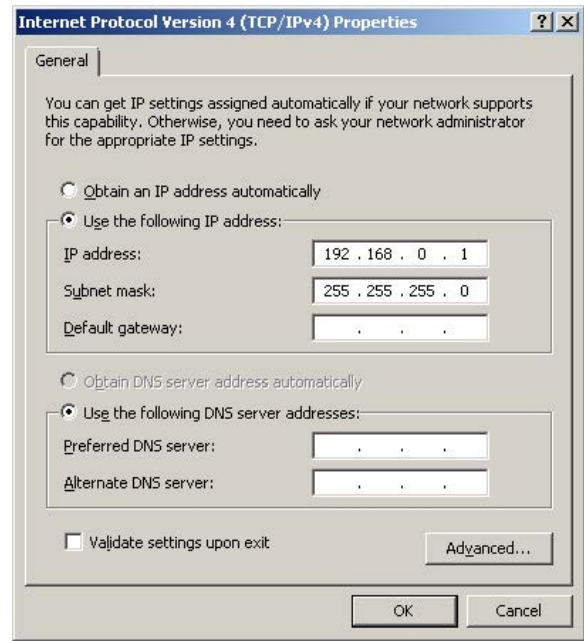 Internet Protocol Version 4 (TCP/IPv4) Properties
General
You can get IP settings assigned automatically if your network supports
this capability. Otherwise, you need to ask your network administrator
for the appropriate IP settings.
Obtain an IP address automatically
Use the following IP address:
IP address: 192 . 168 . 0 . 1
Subnet mask: 255 . 255 . 255 . 0
Default gateway: . . .
Obtain DNS server address automatically
Use the following DNS server addresses:
Preferred DNS server: . . .
Alternate DNS server: . . .
Validate settings upon exit
Advanced...
OK Cancel